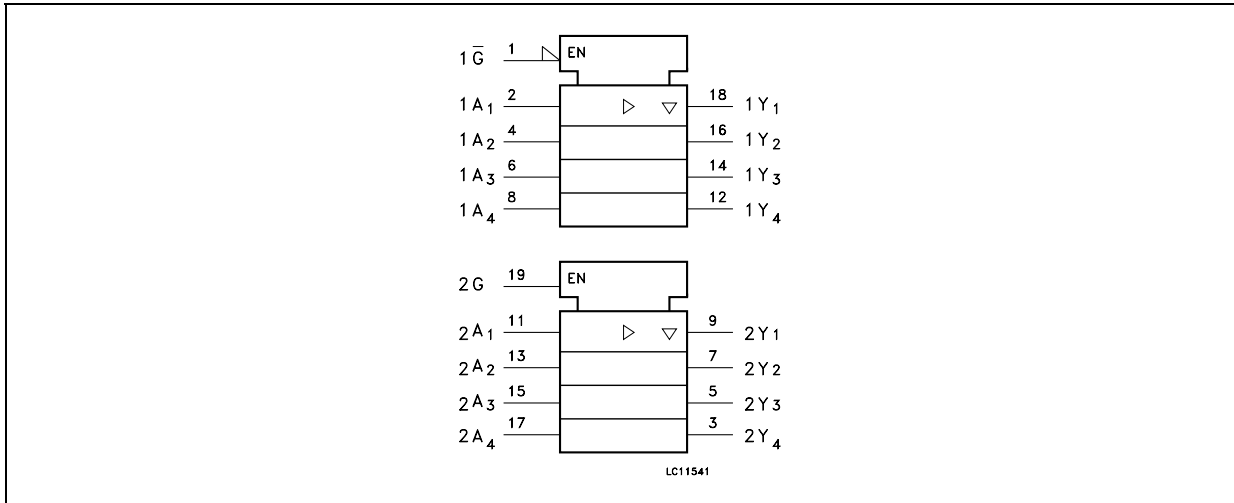 1G̅ 1 EN
1A₁ 2 18 1Y₁
1A₂ 4 16 1Y₂
1A₃ 6 14 1Y₃
1A₄ 8 12 1Y₄
2G 19 EN
2A₁ 11 9 2Y₁
2A₂ 13 7 2Y₂
2A₃ 15 5 2Y₃
2A₄ 17 3 2Y₄
LC11541